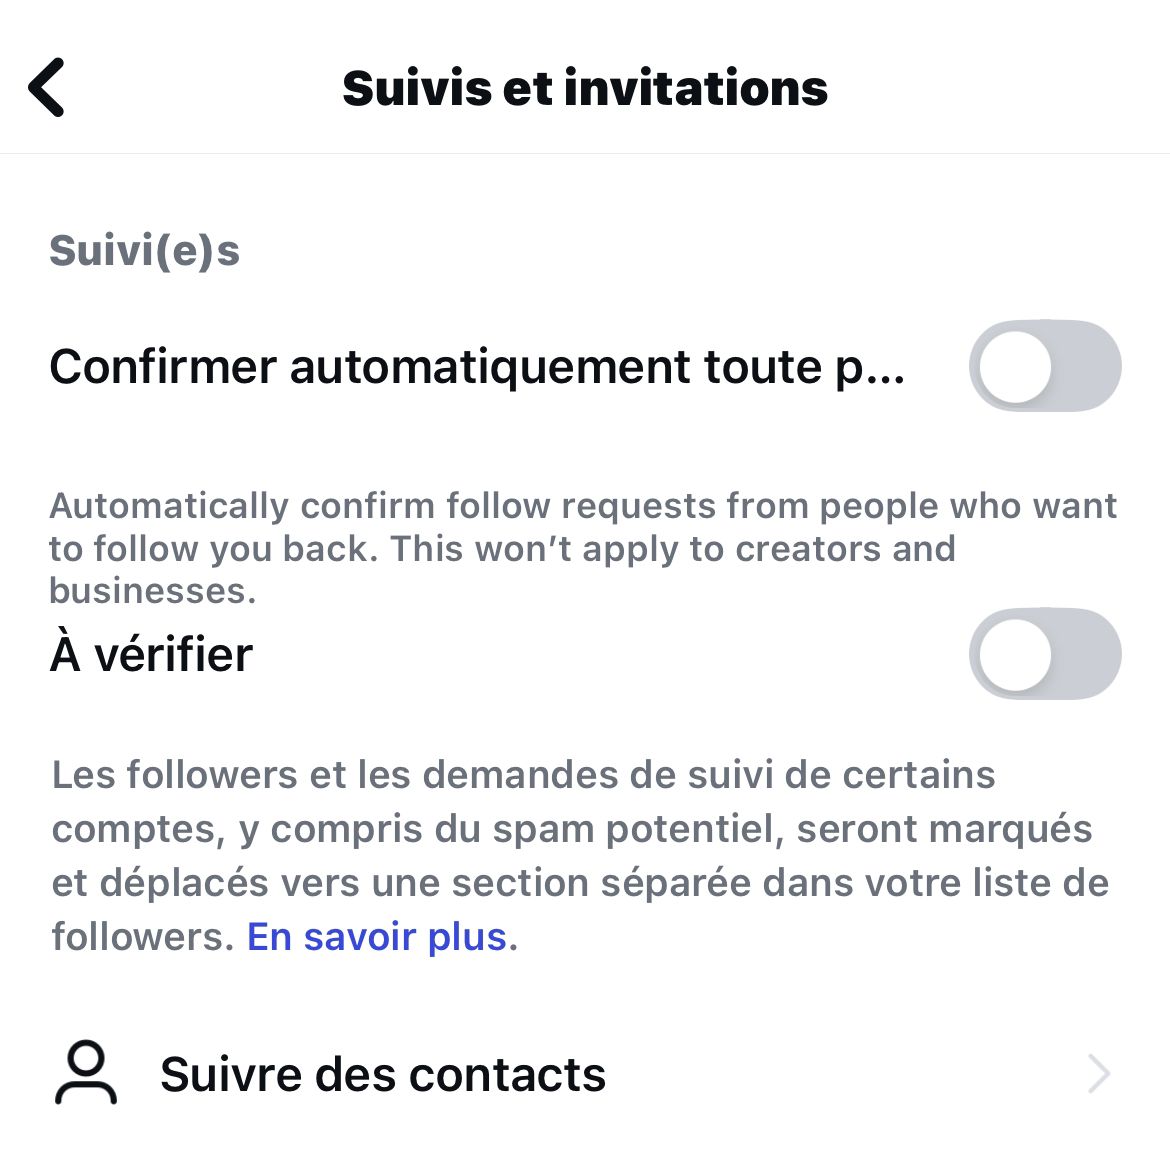 Suivis et invitations
Suivi(e)s
Confirmer automatiquement toute p...
Automatically confirm follow requests from people who want
to follow you back. This won’t apply to creators and
businesses.
À vérifier
Les followers et les demandes de suivi de certains
comptes, y compris du spam potentiel, seront marqués
et déplacés vers une section séparée dans votre liste de
followers. En savoir plus.
Suivre des contacts